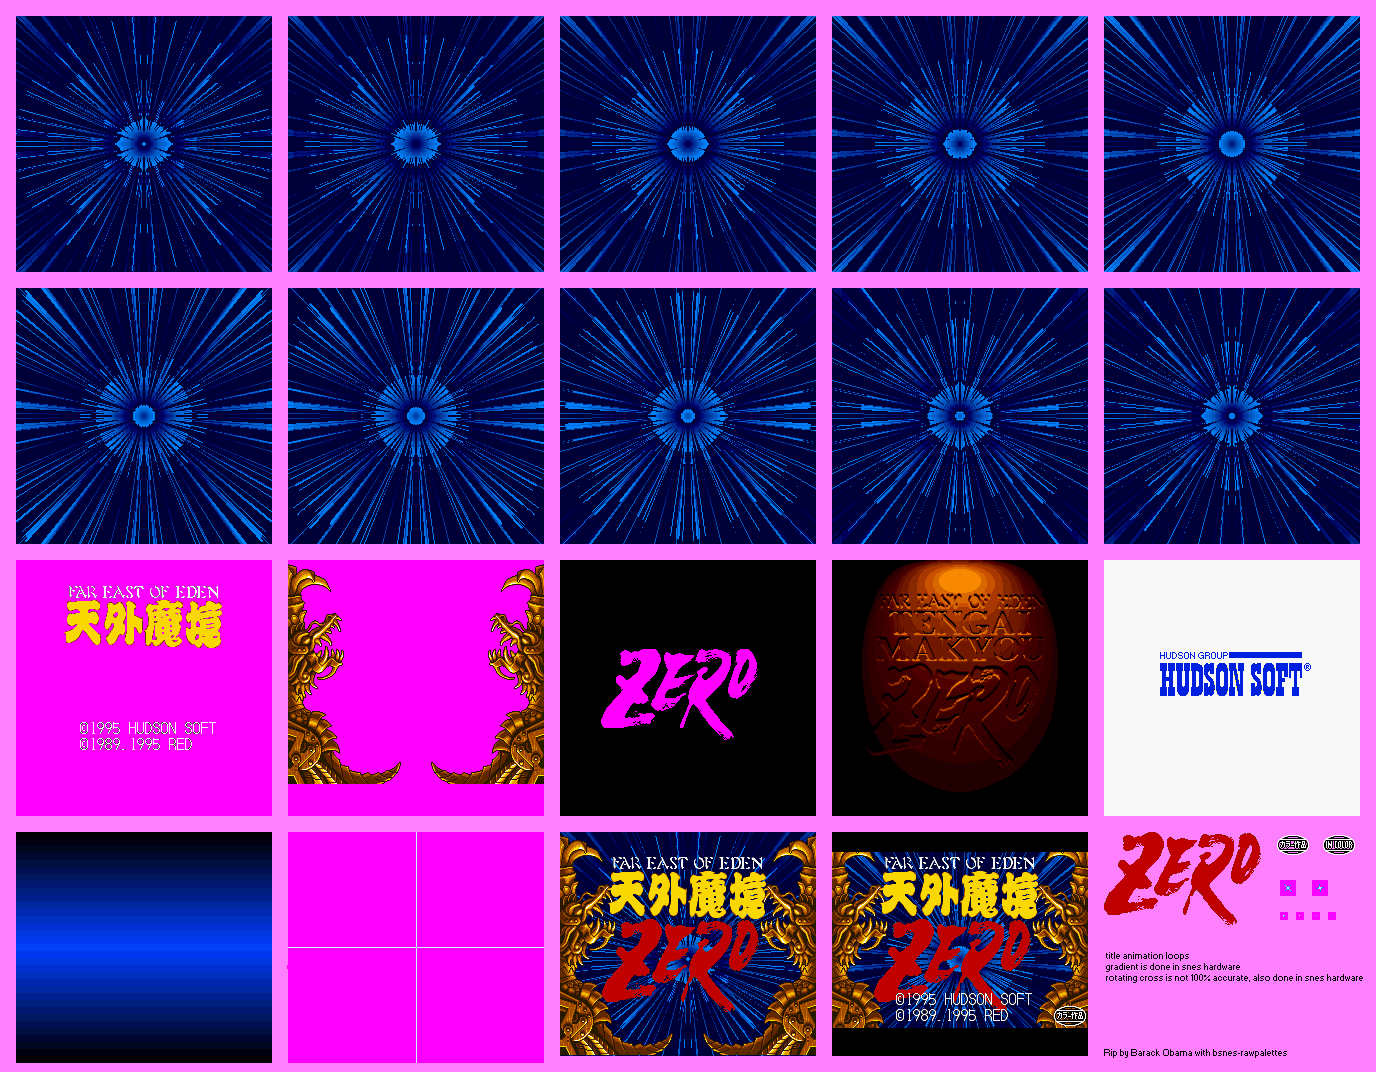 FAR EAST OF EDEN
天外魔境
©1995 HUDSON SOFT
©1989.1995 RED
ZERO
FAR EAST OF EDEN
TENGAI
MAKYOU
ZERO
HUDSON GROUP
HUDSON SOFT®
FAR EAST OF EDEN
天外魔境
ZERO
FAR EAST OF EDEN
天外魔境
ZERO
©1995 HUDSON SOFT
©1989.1995 RED
カラー作品
ZERO
カラー作品
IN COLOR
title animation loops
gradient is done in snes hardware
rotating cross is not 100% accurate, also done in snes hardware
Rip by Barack Obama with bsnes-rawpalettes